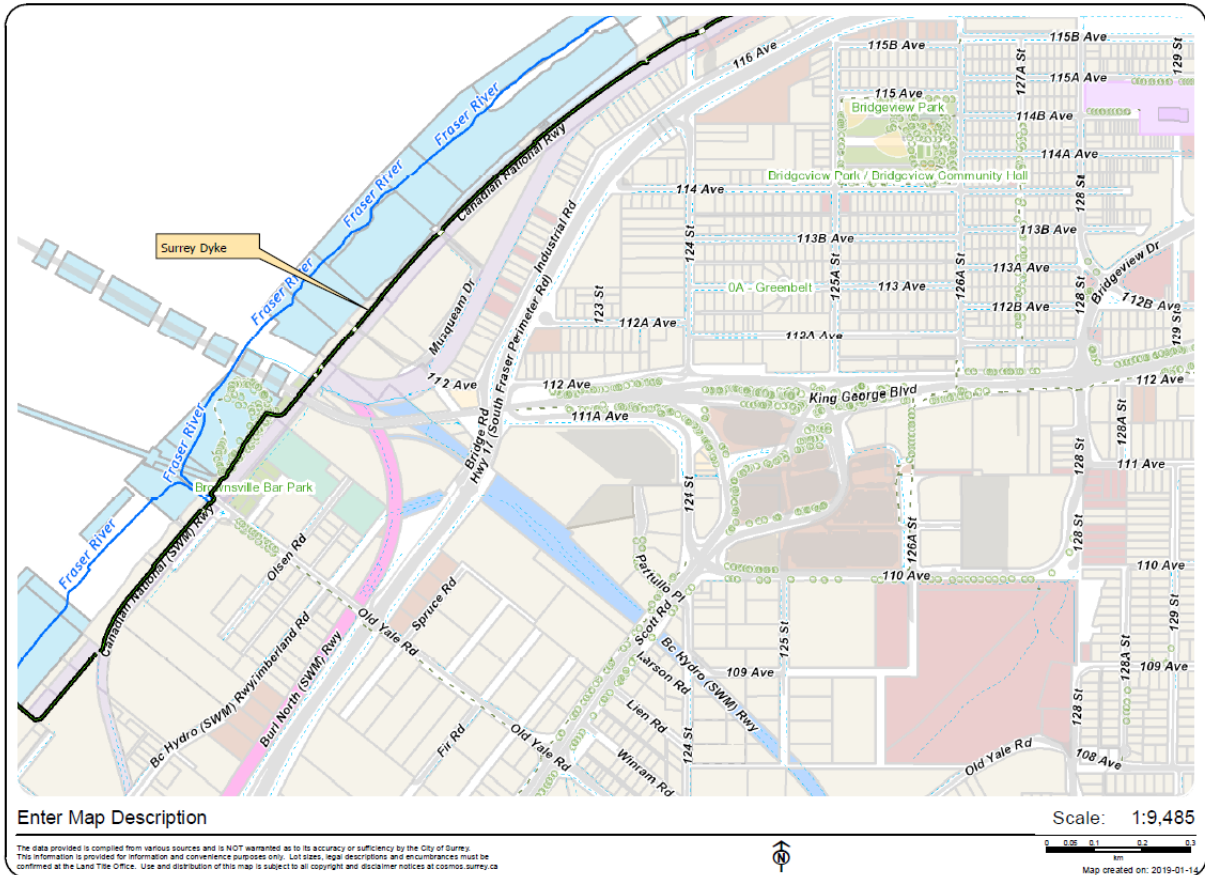 116 Ave
115B Ave
115B Ave
129 St
127A St
115A Ave
115 Ave
Bridgeview Park
114B Ave
126A St
Fraser River
Canadian National Rwy
114A Ave
Bridgeview Park / Bridgeview Community Hall
Fraser River
114 Ave
128 St
Industrial Rd
Surrey Dyke
124 St
113B Ave
113B Ave
125A St
126A St
Bridgeview Dr
113A Ave
0A - Greenbelt
113 Ave
128 St
Fraser River
Musqueam Dr
123 St
112B Ave
112B Ave
129 St
112A Ave
112A Ave
112 Ave
112 Ave
112 Ave
King George Blvd
111A Ave
128A St
Bridge Rd
Hwy 17 (South Fraser Perimeter Rd)
111 Ave
Fraser River
Brownsville Bar Park
124 St
128 St
126A St
Fraser River
Canadian National (SWM) Rwy
Olsen Rd
Parrullo Pl
110 Ave
110 Ave
Spruce Rd
Scott Rd
129 St
Old Yale Rd
Timberland Rd
125 St
Bc Hydro (SWM) Rwy
Larson Rd
109 Ave
109 Ave
128A St
Burl North (SWM) Rwy
Bc Hydro (SWM) Rwy
Lien Rd
128 St
Fir Rd
Old Yale Rd
124 St
Winram Rd
Old Yale Rd
108 Ave
Enter Map Description
Scale: 1:9,485
The data provided is compiled from various sources and is NOT warranted as to its accuracy or sufficiency by the City of Surrey.
This information is provided for information and convenience purposes only. Lot sizes, legal descriptions and encumbrances must be
confirmed at the Land Title Office. Use and distribution of this map is subject to all copyright and disclaimer notices at cosmos.surrey.ca
N
0 0.05 0.1 0.2 0.3
km
Map created on: 2019-01-14